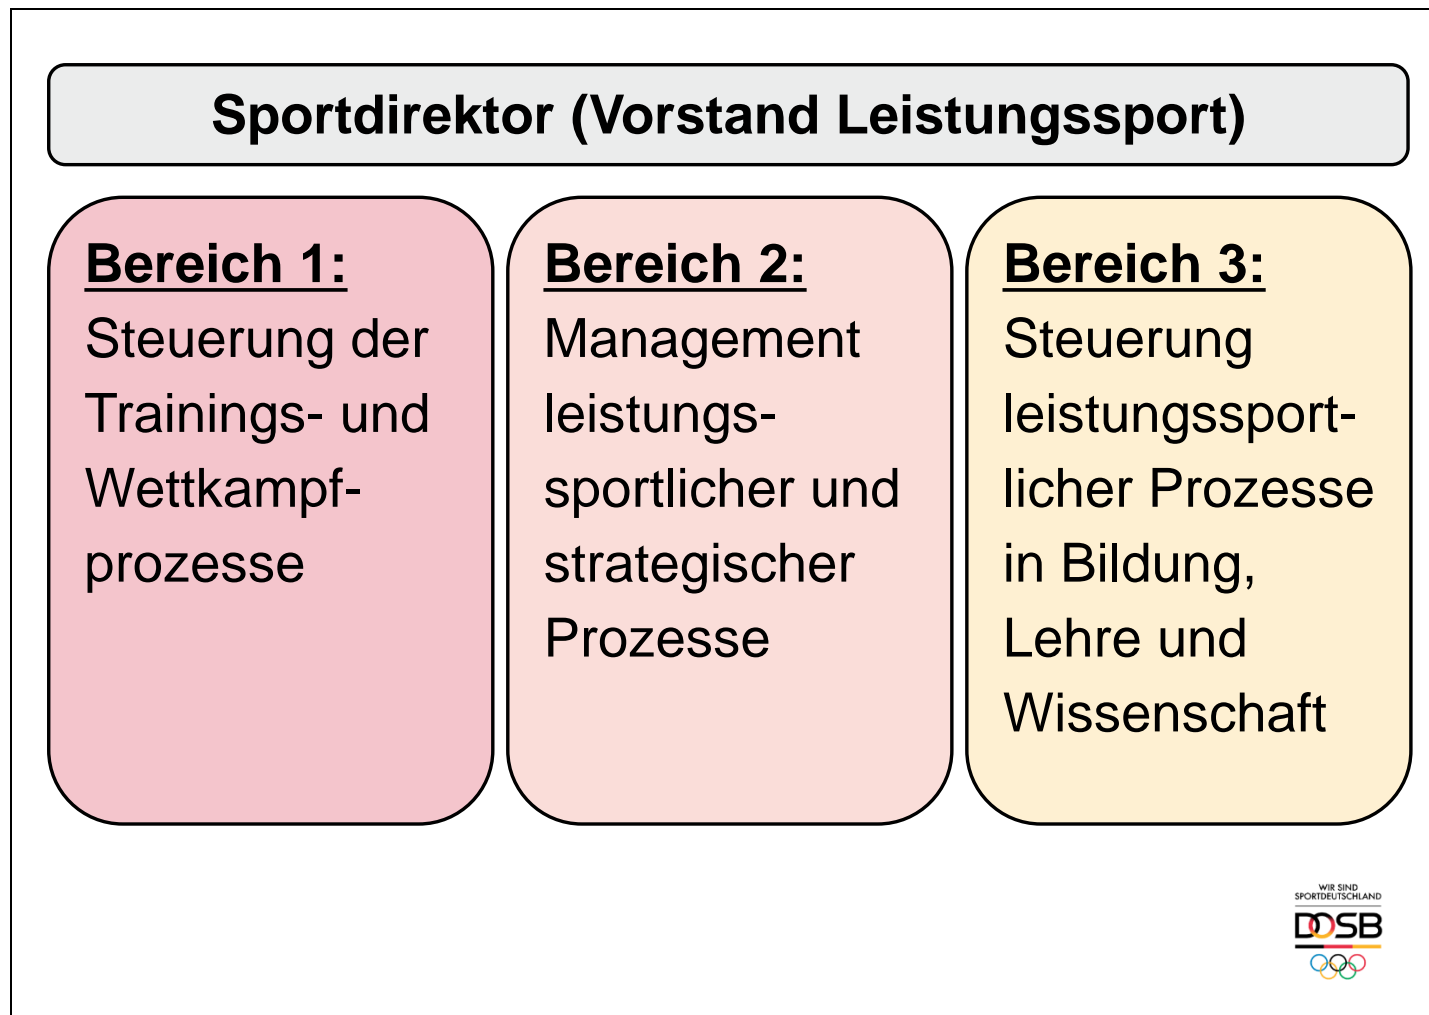 Sportdirektor (Vorstand Leistungssport)
Bereich 1:
Steuerung der
Trainings- und
Wettkampf-
prozesse
Bereich 2:
Management
leistungs-
sportlicher und
strategischer
Prozesse
Bereich 3:
Steuerung
leistungssport-
licher Prozesse
in Bildung,
Lehre und
Wissenschaft
WIR SIND
SPORTDEUTSCHLAND
DOSB